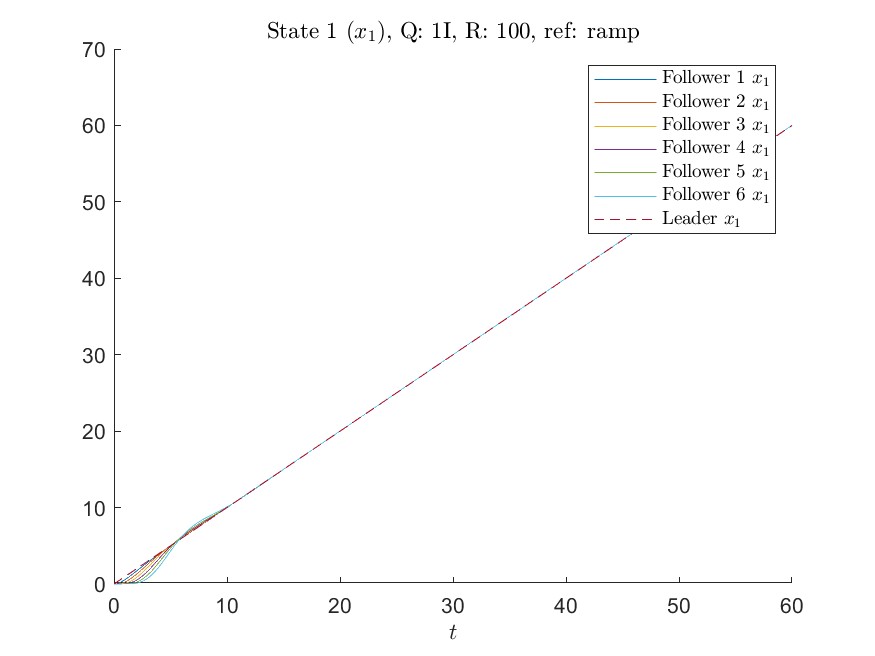 State 1 (x₁), Q: 1I, R: 100, ref: ramp
70
60
50
40
30
20
10
0
Follower 1 x₁
Follower 2 x₁
Follower 3 x₁
Follower 4 x₁
Follower 5 x₁
Follower 6 x₁
Leader x₁
0 10 20 30 40 50 60
t